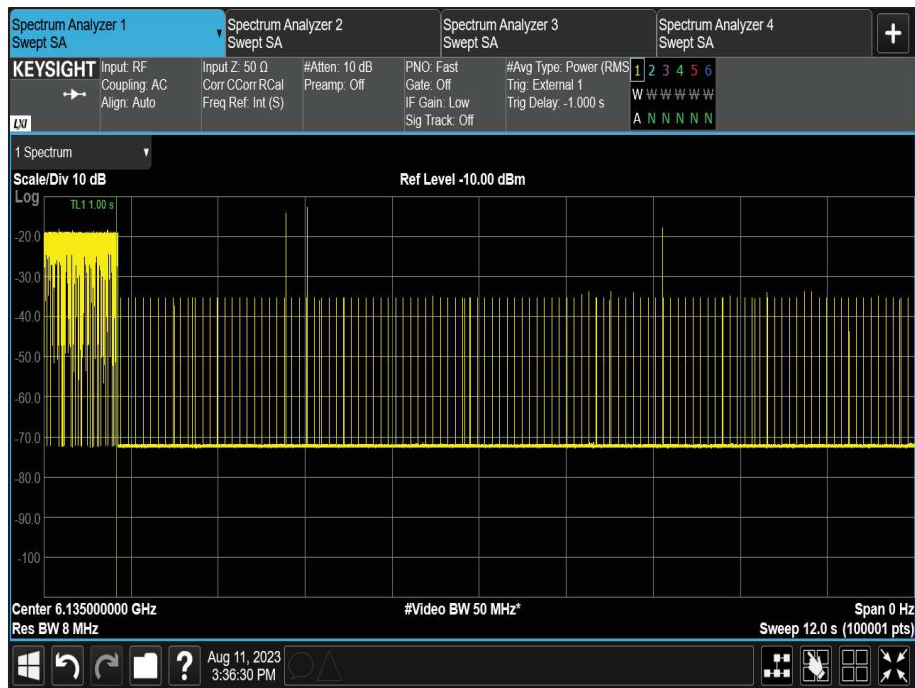 Spectrum Analyzer 1
Swept SA
Spectrum Analyzer 2
Swept SA
Spectrum Analyzer 3
Swept SA
Spectrum Analyzer 4
Swept SA
KEYSIGHT
LXI
Input: RF
Coupling: AC
Align: Auto
Input Z: 50 Ω
Corr CCorr RCal
Freq Ref: Int (S)
#Atten: 10 dB
Preamp: Off
PNO: Fast
Gate: Off
IF Gain: Low
Sig Track: Off
#Avg Type: Power (RMS
Trig: External 1
Trig Delay: -1.000 s
1 2 3 4 5 6
W W W W W W
A N N N N N
1 Spectrum
Scale/Div 10 dB
Ref Level -10.00 dBm
Log
TL1 1.00 s
-20.0
-30.0
-40.0
-50.0
-60.0
-70.0
-80.0
-90.0
-100
Center 6.135000000 GHz
#Video BW 50 MHz*
Span 0 Hz
Res BW 8 MHz
Sweep 12.0 s (100001 pts)
?
Aug 11, 2023
3:36:30 PM